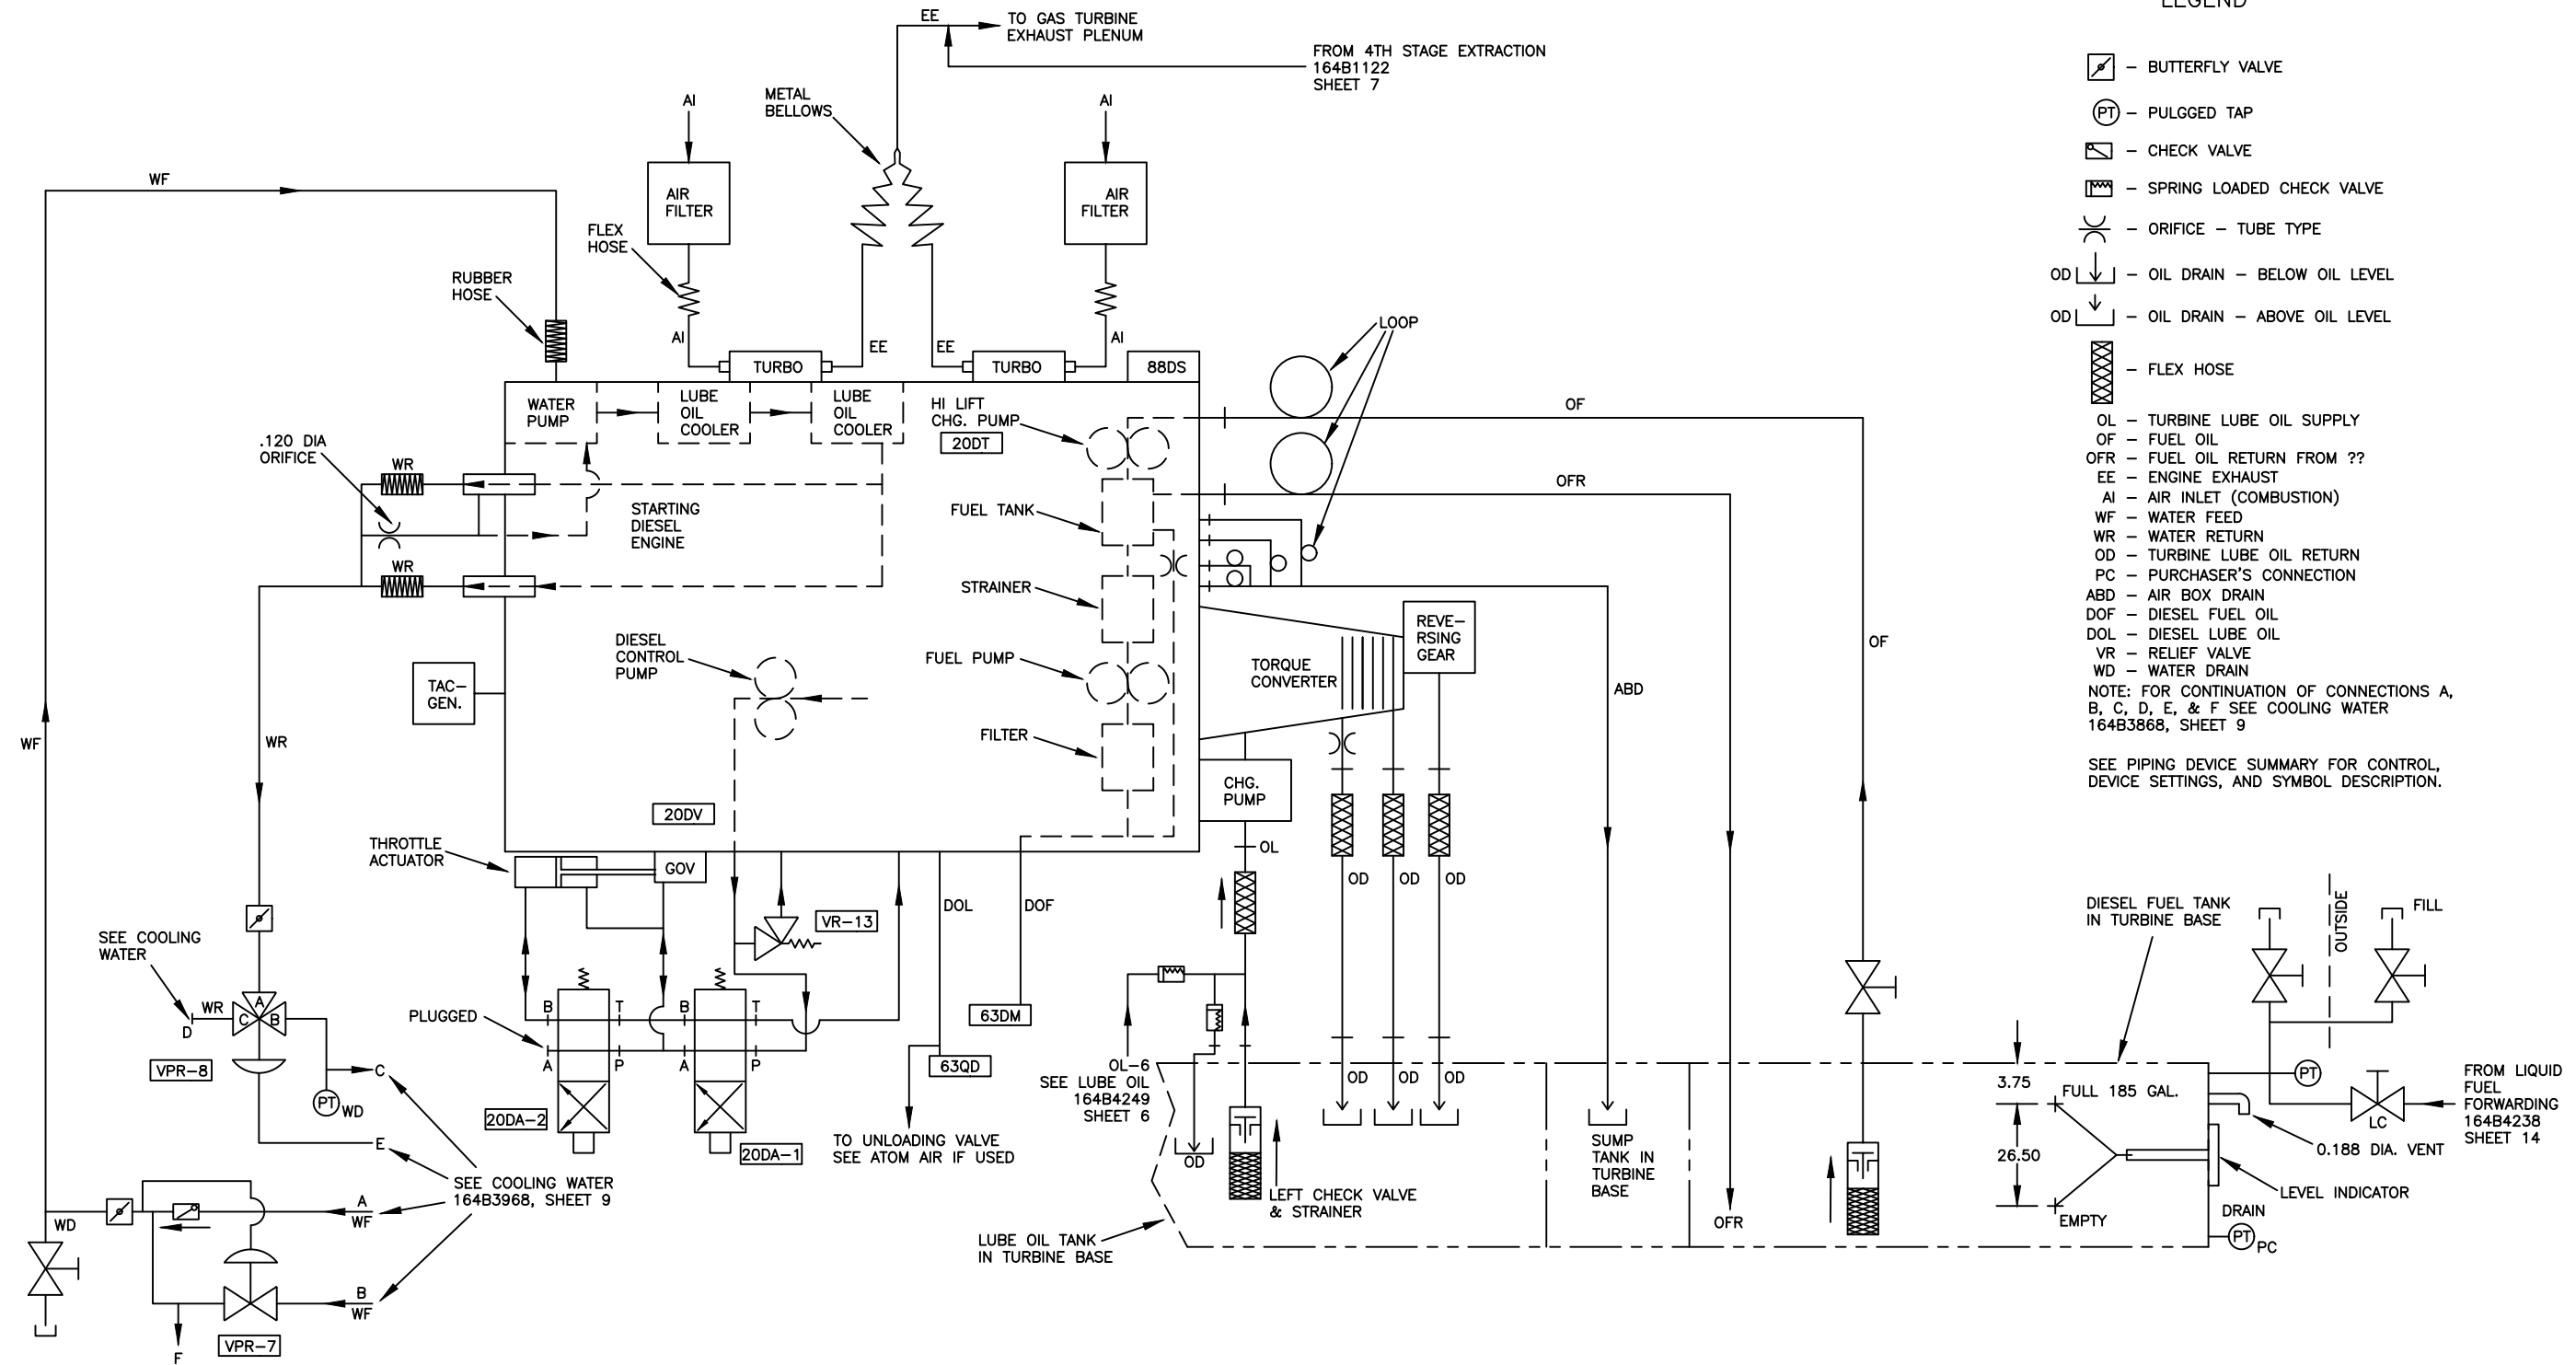 EE
TO GAS TURBINE
EXHAUST PLENUM
FROM 4TH STAGE EXTRACTION
164B1122
SHEET 7
METAL
BELLOWS
AI
AI
AIR
FILTER
AIR
FILTER
WF
FLEX
HOSE
RUBBER
HOSE
AI
EE
EE
AI
LOOP
TURBO
TURBO
88DS
WATER
PUMP
LUBE
OIL
COOLER
LUBE
OIL
COOLER
HI LIFT
CHG. PUMP
20DT
OF
.120 DIA
ORIFICE
WR
STARTING
DIESEL
ENGINE
FUEL TANK
OFR
WR
STRAINER
DIESEL
CONTROL
PUMP
FUEL PUMP
TORQUE
CONVERTER
REVE-
RSING
GEAR
OF
TAC-
GEN.
ABD
WF
WR
FILTER
CHG.
PUMP
20DV
THROTTLE
ACTUATOR
GOV
OL
OD
OD
OD
DOL
DOF
VR-13
SEE COOLING
WATER
WR
D
A
C
B
PLUGGED
B
T
B
T
A
P
A
P
63DM
63QD
VPR-8
C
PT
WD
E
20DA-2
20DA-1
TO UNLOADING VALVE
SEE ATOM AIR IF USED
OL-6
SEE LUBE OIL
164B4249
SHEET 6
OD
OD
OD
OD
SUMP
TANK IN
TURBINE
BASE
LEFT CHECK VALVE
& STRAINER
LUBE OIL TANK
IN TURBINE BASE
OFR
SEE COOLING WATER
164B3968, SHEET 9
A
WF
WD
B
WF
F
VPR-7
DIESEL FUEL TANK
IN TURBINE BASE
OUTSIDE
FILL
3.75
FULL 185 GAL.
26.50
EMPTY
PT
LC
FROM LIQUID
FUEL
FORWARDING
164B4238
SHEET 14
0.188 DIA. VENT
LEVEL INDICATOR
DRAIN
PT
PC
LEGEND
– BUTTERFLY VALVE
PT – PULGGED TAP
– CHECK VALVE
– SPRING LOADED CHECK VALVE
– ORIFICE – TUBE TYPE
OD – OIL DRAIN – BELOW OIL LEVEL
OD – OIL DRAIN – ABOVE OIL LEVEL
– FLEX HOSE
OL – TURBINE LUBE OIL SUPPLY
OF – FUEL OIL
OFR – FUEL OIL RETURN FROM ??
EE – ENGINE EXHAUST
AI – AIR INLET (COMBUSTION)
WF – WATER FEED
WR – WATER RETURN
OD – TURBINE LUBE OIL RETURN
PC – PURCHASER'S CONNECTION
ABD – AIR BOX DRAIN
DOF – DIESEL FUEL OIL
DOL – DIESEL LUBE OIL
VR – RELIEF VALVE
WD – WATER DRAIN
NOTE: FOR CONTINUATION OF CONNECTIONS A,
B, C, D, E, & F SEE COOLING WATER
164B3868, SHEET 9
SEE PIPING DEVICE SUMMARY FOR CONTROL,
DEVICE SETTINGS, AND SYMBOL DESCRIPTION.